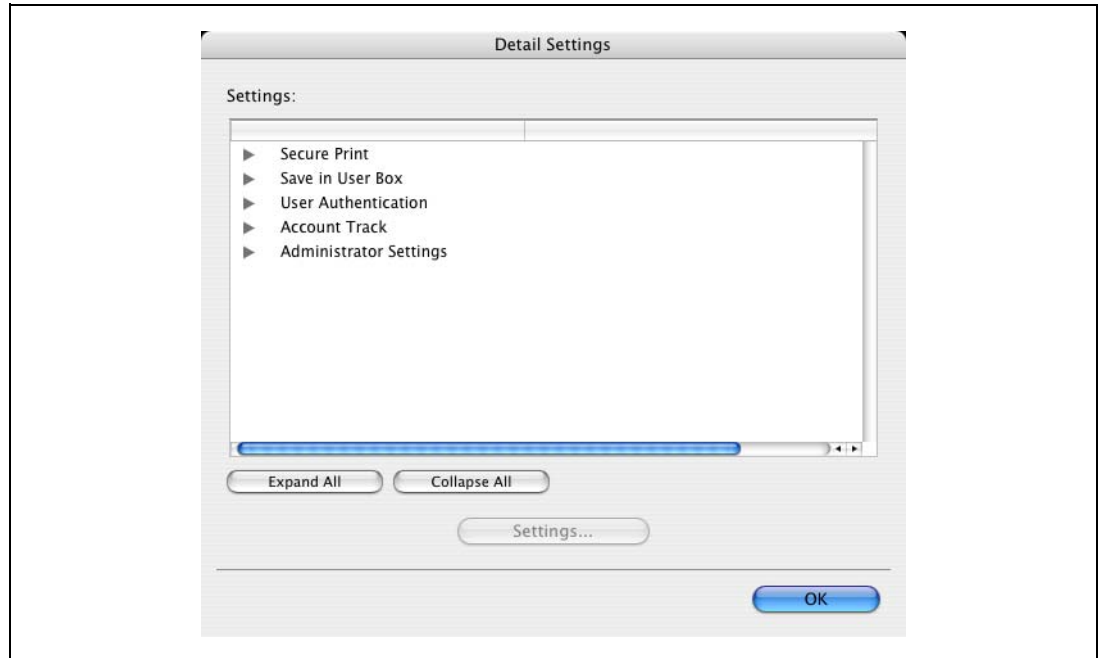 Detail Settings
Settings:
Secure Print
Save in User Box
User Authentication
Account Track
Administrator Settings
Expand All Collapse All
Settings...
OK